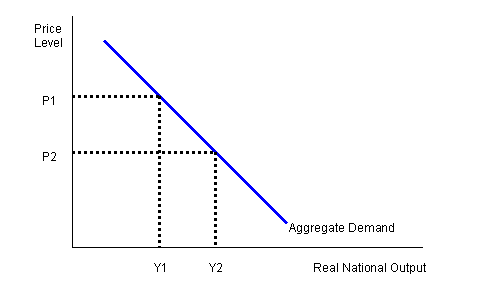 Price
Level
P1
P2
Aggregate Demand
Y1
Y2
Real National Output